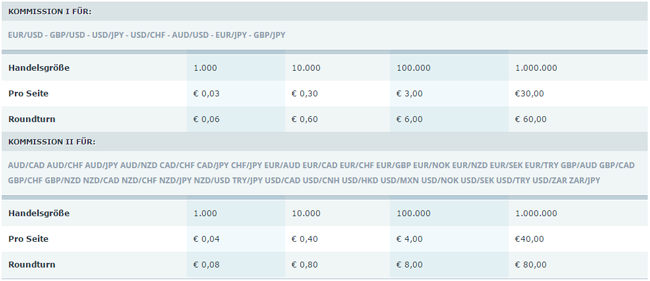 KOMMISSION I FÜR:
EUR/USD - GBP/USD - USD/JPY - USD/CHF - AUD/USD - EUR/JPY - GBP/JPY
Handelsgröße 1.000 10.000 100.000 1.000.000
Pro Seite € 0,03 € 0,30 € 3,00 €30,00
Roundturn € 0,06 € 0,60 € 6,00 € 60,00
KOMMISSION II FÜR:
AUD/CAD AUD/CHF AUD/JPY AUD/NZD CAD/CHF CAD/JPY CHF/JPY EUR/AUD EUR/CAD EUR/CHF EUR/GBP EUR/NOK EUR/NZD EUR/SEK EUR/TRY GBP/AUD GBP/CAD
GBP/CHF GBP/NZD NZD/CAD NZD/CHF NZD/JPY NZD/USD TRY/JPY USD/CAD USD/CNH USD/HKD USD/MXN USD/NOK USD/SEK USD/TRY USD/ZAR ZAR/JPY
Handelsgröße 1.000 10.000 100.000 1.000.000
Pro Seite € 0,04 € 0,40 € 4,00 €40,00
Roundturn € 0,08 € 0,80 € 8,00 € 80,00